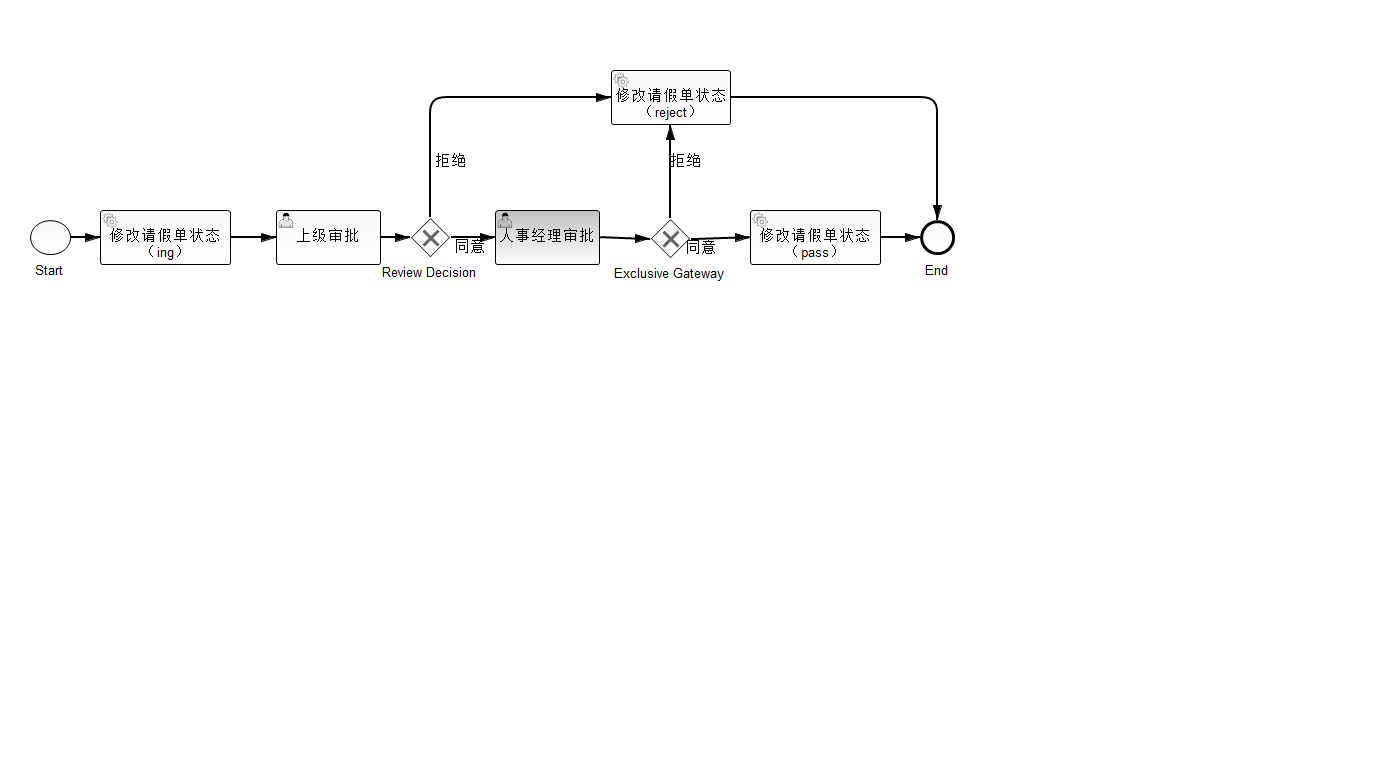 修改请假单状态
（reject）
拒绝
拒绝
修改请假单状态
（ing）
上级审批
同意
人事经理审批
同意
修改请假单状态
（pass）
Start
Review Decision
Exclusive Gateway
End